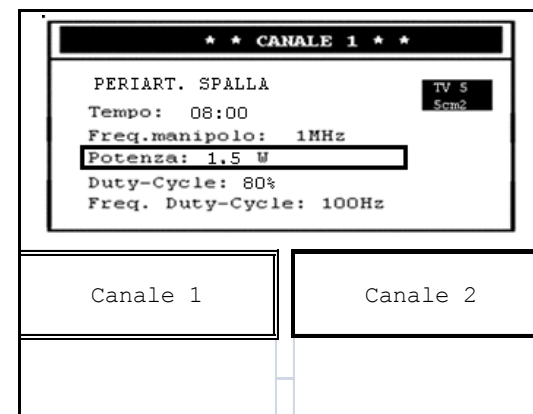 * * CANALE 1 * *
PERIART. SPALLA
TV 5
5cm2
Tempo: 08:00
Freq.manipolo: 1MHz
Potenza: 1.5 W
Duty-Cycle: 80%
Freq. Duty-Cycle: 100Hz
Canale 1
Canale 2